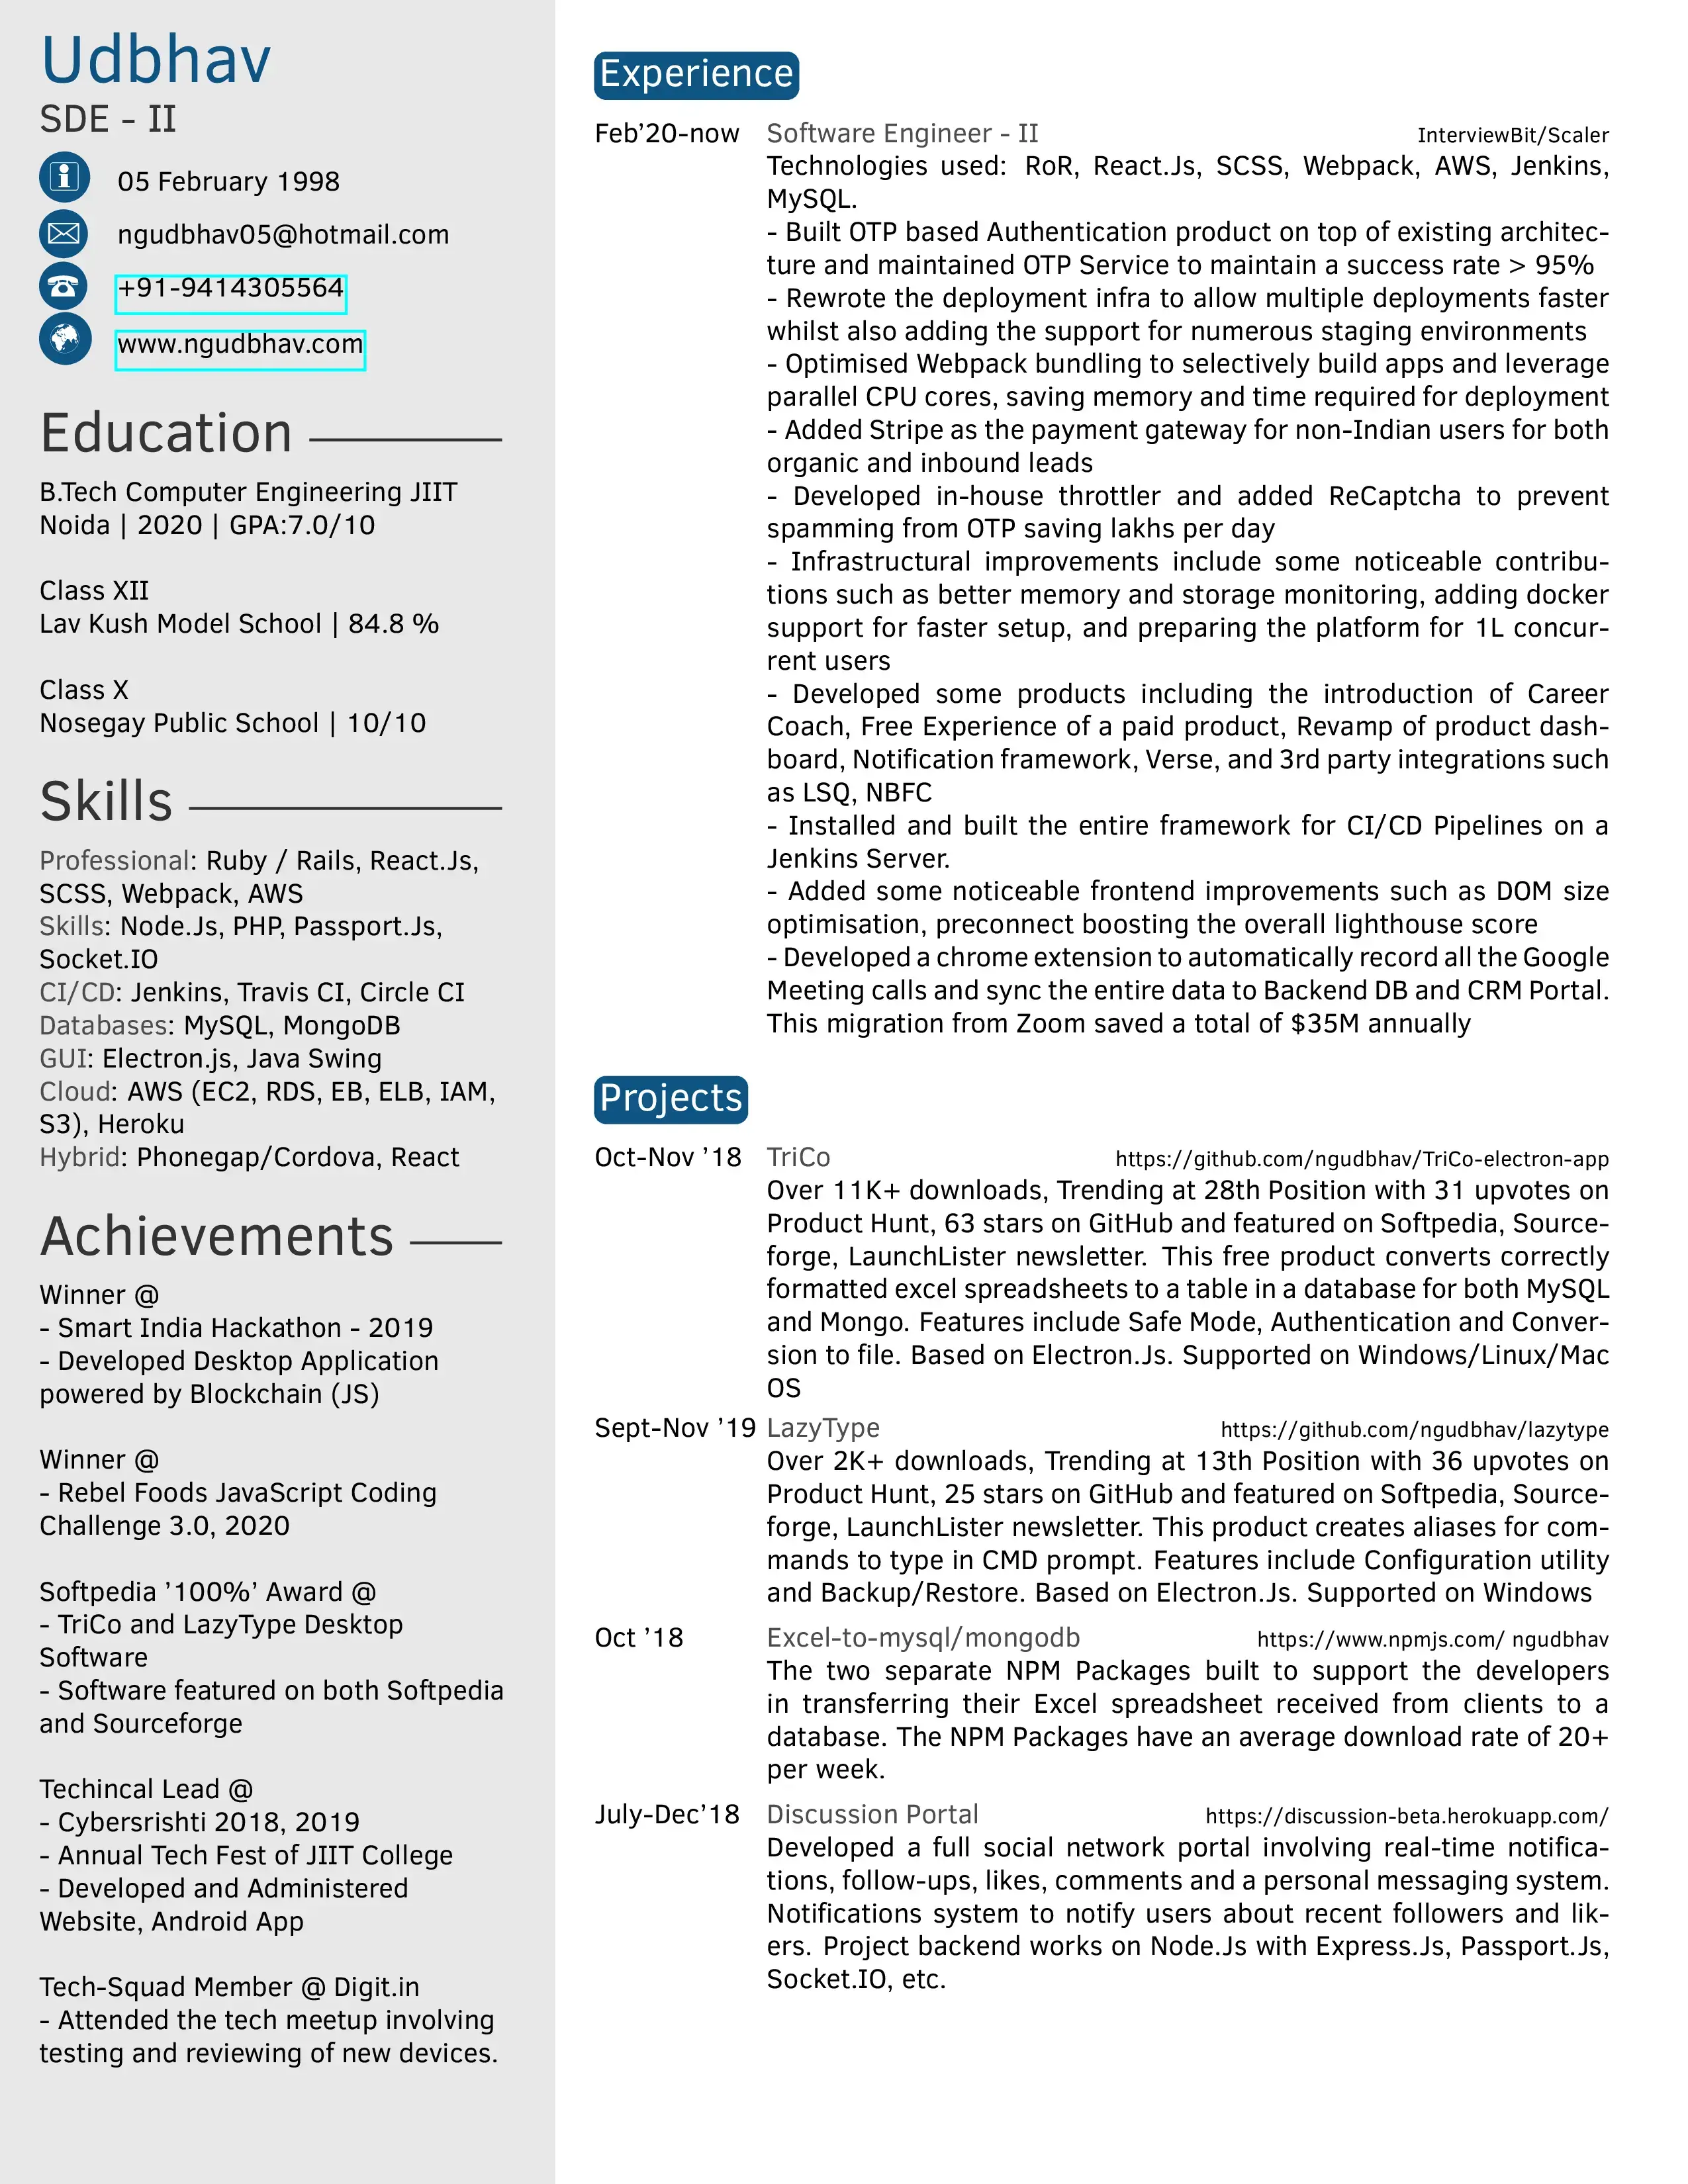 Udbhav
SDE - II
05 February 1998
ngudbhav05@hotmail.com
+91-9414305564
www.ngudbhav.com
Education
B.Tech Computer Engineering JIIT
Noida | 2020 | GPA:7.0/10
Class XII
Lav Kush Model School | 84.8 %
Class X
Nosegay Public School | 10/10
Skills
Professional: Ruby / Rails, React.Js,
SCSS, Webpack, AWS
Skills: Node.Js, PHP, Passport.Js,
Socket.IO
CI/CD: Jenkins, Travis CI, Circle CI
Databases: MySQL, MongoDB
GUI: Electron.js, Java Swing
Cloud: AWS (EC2, RDS, EB, ELB, IAM,
S3), Heroku
Hybrid: Phonegap/Cordova, React
Achievements
Winner @
- Smart India Hackathon - 2019
- Developed Desktop Application
powered by Blockchain (JS)
Winner @
- Rebel Foods JavaScript Coding
Challenge 3.0, 2020
Softpedia ’100%’ Award @
- TriCo and LazyType Desktop
Software
- Software featured on both Softpedia
and Sourceforge
Techincal Lead @
- Cybersrishti 2018, 2019
- Annual Tech Fest of JIIT College
- Developed and Administered
Website, Android App
Tech-Squad Member @ Digit.in
- Attended the tech meetup involving
testing and reviewing of new devices.
Experience
Feb’20-now Software Engineer - II InterviewBit/Scaler
Technologies used: RoR, React.Js, SCSS, Webpack, AWS, Jenkins,
MySQL.
- Built OTP based Authentication product on top of existing architec-
ture and maintained OTP Service to maintain a success rate > 95%
- Rewrote the deployment infra to allow multiple deployments faster
whilst also adding the support for numerous staging environments
- Optimised Webpack bundling to selectively build apps and leverage
parallel CPU cores, saving memory and time required for deployment
- Added Stripe as the payment gateway for non-Indian users for both
organic and inbound leads
- Developed in-house throttler and added ReCaptcha to prevent
spamming from OTP saving lakhs per day
- Infrastructural improvements include some noticeable contribu-
tions such as better memory and storage monitoring, adding docker
support for faster setup, and preparing the platform for 1L concur-
rent users
- Developed some products including the introduction of Career
Coach, Free Experience of a paid product, Revamp of product dash-
board, Notification framework, Verse, and 3rd party integrations such
as LSQ, NBFC
- Installed and built the entire framework for CI/CD Pipelines on a
Jenkins Server.
- Added some noticeable frontend improvements such as DOM size
optimisation, preconnect boosting the overall lighthouse score
- Developed a chrome extension to automatically record all the Google
Meeting calls and sync the entire data to Backend DB and CRM Portal.
This migration from Zoom saved a total of $35M annually
Projects
Oct-Nov ’18 TriCo https://github.com/ngudbhav/TriCo-electron-app
Over 11K+ downloads, Trending at 28th Position with 31 upvotes on
Product Hunt, 63 stars on GitHub and featured on Softpedia, Source-
forge, LaunchLister newsletter. This free product converts correctly
formatted excel spreadsheets to a table in a database for both MySQL
and Mongo. Features include Safe Mode, Authentication and Conver-
sion to file. Based on Electron.Js. Supported on Windows/Linux/Mac
OS
Sept-Nov ’19 LazyType https://github.com/ngudbhav/lazytype
Over 2K+ downloads, Trending at 13th Position with 36 upvotes on
Product Hunt, 25 stars on GitHub and featured on Softpedia, Source-
forge, LaunchLister newsletter. This product creates aliases for com-
mands to type in CMD prompt. Features include Configuration utility
and Backup/Restore. Based on Electron.Js. Supported on Windows
Oct ’18 Excel-to-mysql/mongodb https://www.npmjs.com/ ngudbhav
The two separate NPM Packages built to support the developers
in transferring their Excel spreadsheet received from clients to a
database. The NPM Packages have an average download rate of 20+
per week.
July-Dec’18 Discussion Portal https://discussion-beta.herokuapp.com/
Developed a full social network portal involving real-time notifica-
tions, follow-ups, likes, comments and a personal messaging system.
Notifications system to notify users about recent followers and lik-
ers. Project backend works on Node.Js with Express.Js, Passport.Js,
Socket.IO, etc.